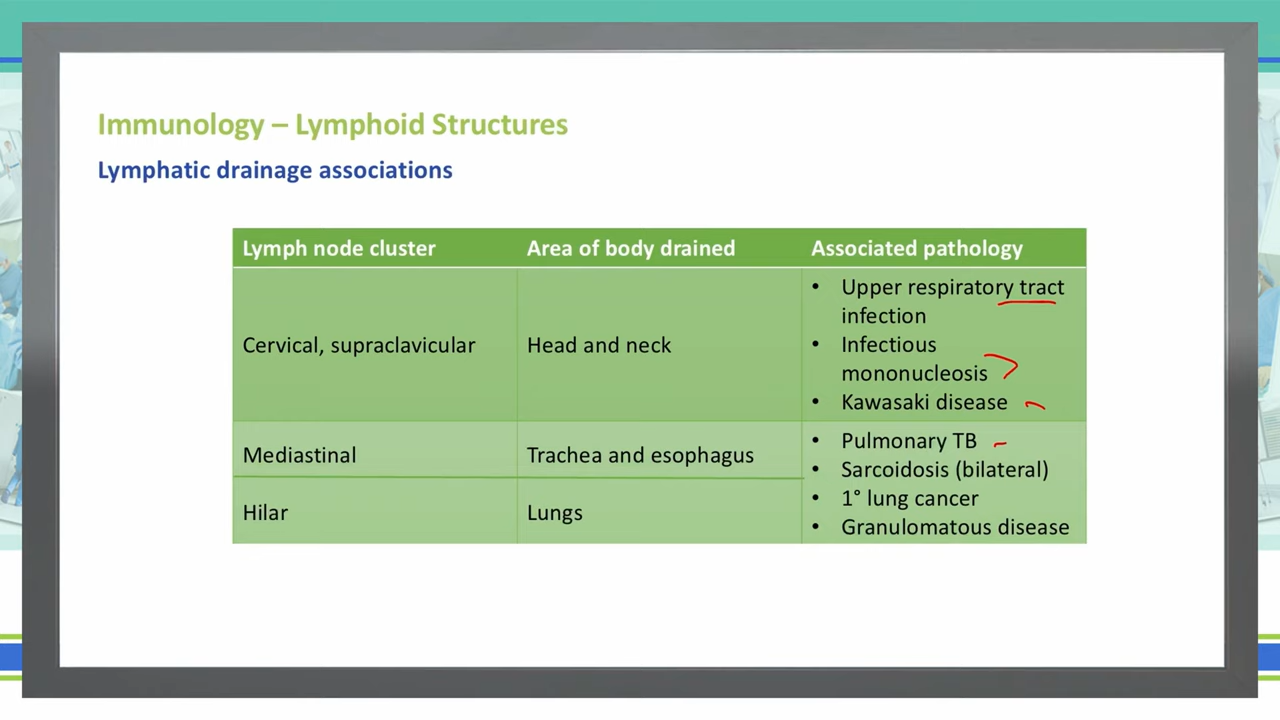 Immunology – Lymphoid Structures
Lymphatic drainage associations
Lymph node cluster
Area of body drained
Associated pathology
Cervical, supraclavicular
Head and neck
• Upper respiratory tract
infection
• Infectious
mononucleosis
• Kawasaki disease
Mediastinal
Trachea and esophagus
Hilar
Lungs
• Pulmonary TB
• Sarcoidosis (bilateral)
• 1° lung cancer
• Granulomatous disease